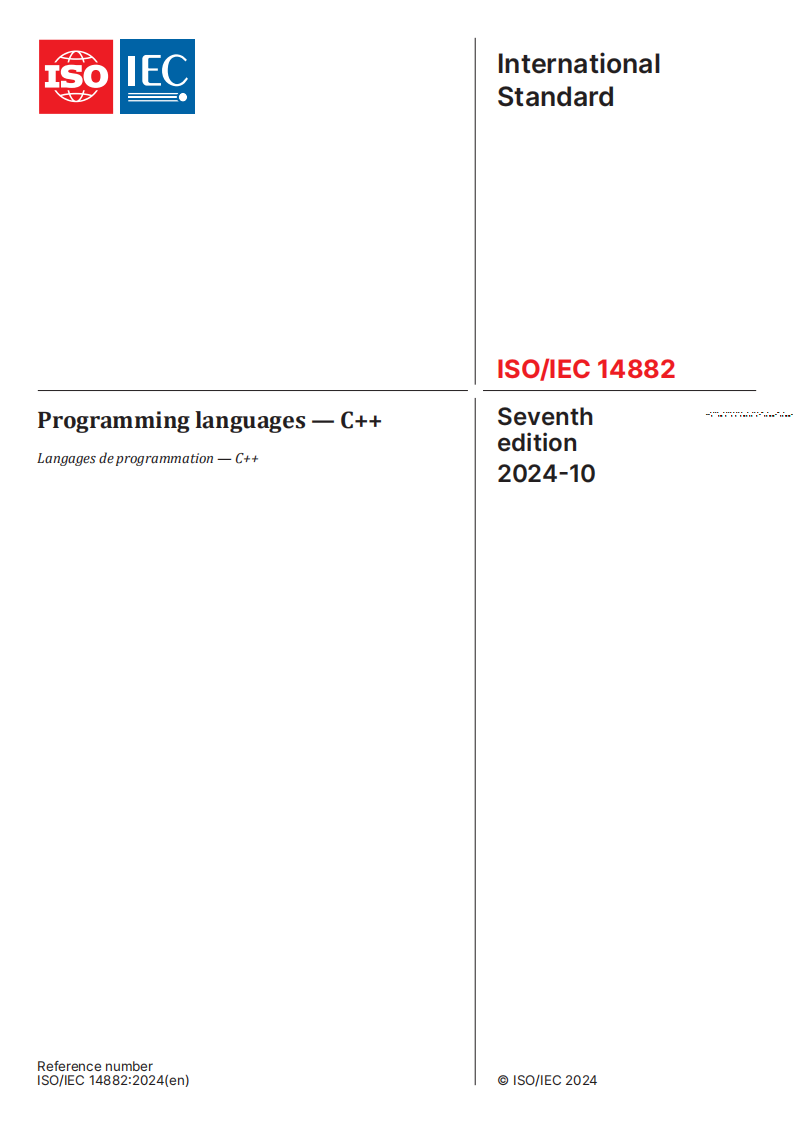 ISO IEC
International
Standard
ISO/IEC 14882
Programming languages — C++
Langages de programmation — C++
Seventh
edition
2024-10
Reference number
ISO/IEC 14882:2024(en)
© ISO/IEC 2024